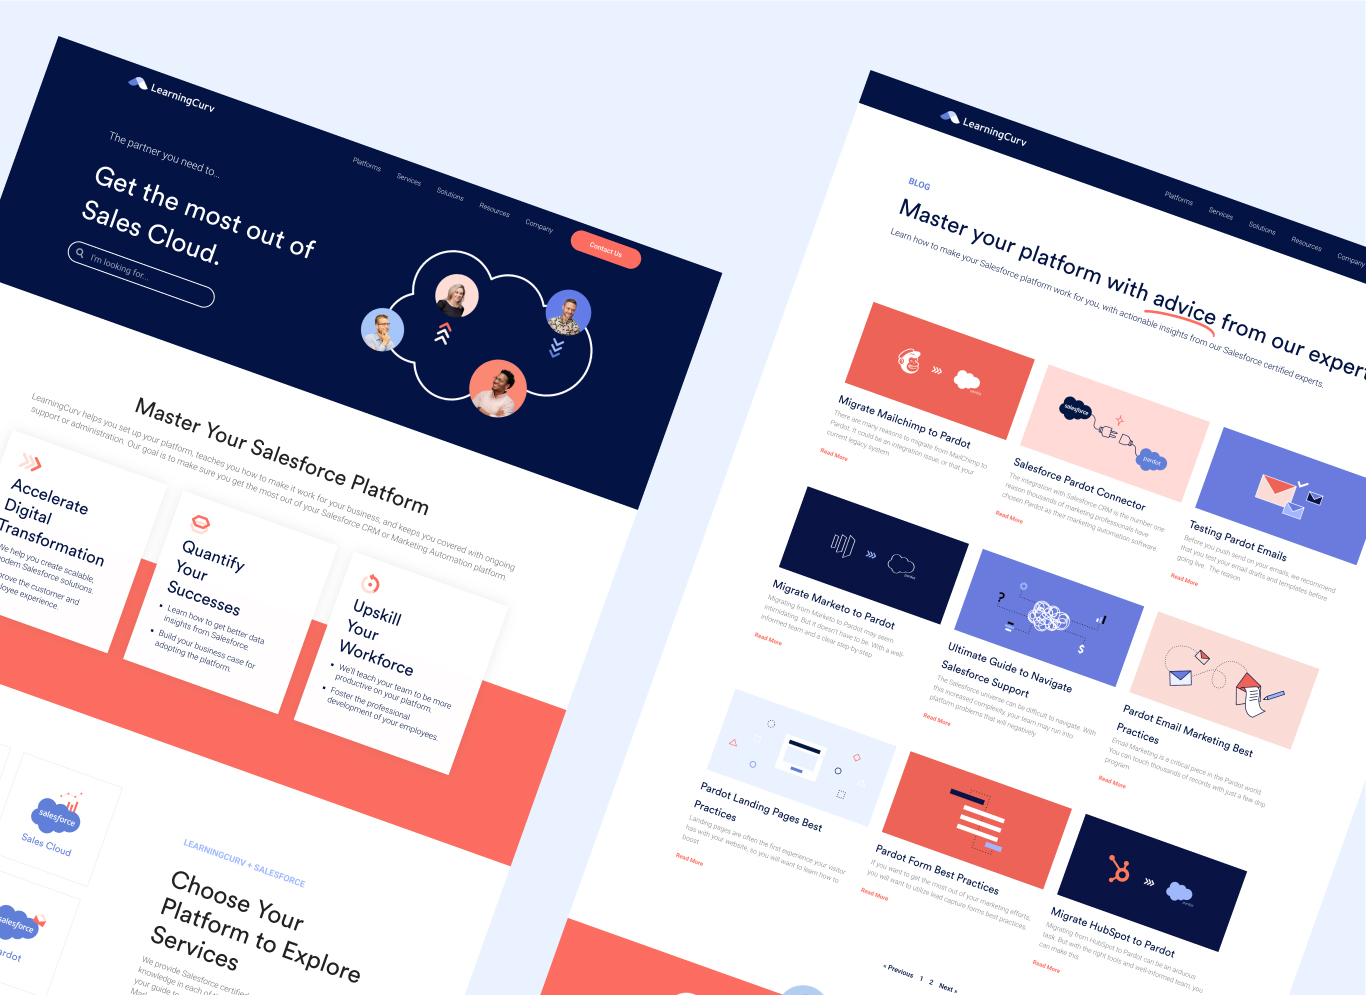 LearningCurv
Platforms
Services
Solutions
Resources
Company
Contact Us
The partner you need to...
Get the most out of
Sales Cloud.
I'm looking for...
Master Your Salesforce Platform
LearningCurv helps you set up your platform, teaches you how to make it work for your business, and keeps you covered with ongoing
support or administration. Our goal is to make sure you get the most out of your Salesforce CRM or Marketing Automation platform.
Accelerate
Digital
Transformation
We help you create scalable,
modern Salesforce solutions.
prove the customer and
loyee experience.
Quantify
Your
Successes
• Learn how to get better data
insights from Salesforce.
• Build your business case for
adopting the platform.
Upskill
Your
Workforce
• We'll teach your team to be more
productive on your platform.
• Foster the professional
development of your employees.
salesforce
Sales Cloud
salesforce
ardot
LEARNINGCURV + SALESFORCE
Choose Your
Platform to Explore
Services
We provide Salesforce certified
knowledge in each of th
your guide to
LearningCurv
Platforms
Services
Solutions
Resources
Company
BLOG
Master your platform with advice from our expert
Learn how to make your Salesforce platform work for you, with actionable insights from our Salesforce certified experts.
Migrate Mailchimp to Pardot
There are many reasons to migrate from MailChimp to
Pardot. It could be an integration issue, or that your
current legacy system
Read More
salesforce
pardot
Salesforce Pardot Connector
The integration with Salesforce CRM is the number one
reason thousands of marketing professionals have
chosen Pardot as their marketing automation software.
Read More
Testing Pardot Emails
Before you push send on your emails, we recommend
that you test your email drafts and templates before
going live. The reason
Read More
Migrate Marketo to Pardot
Migrating from Marketo to Pardot may seem
intimidating. But it doesn't have to be. With a well-
informed team and a clear step-by-step
Read More
?
$
Ultimate Guide to Navigate
Salesforce Support
The Salesforce universe can be difficult to navigate. With
this increased complexity, your team may run into
platform problems that will negatively
Read More
Pardot Email Marketing Best
Practices
Email Marketing is a critical piece in the Pardot world.
You can touch thousands of records with just a few drip
program
Read More
Pardot Landing Pages Best
Practices
Landing pages are often the first experience your visitor
has with your website, so you will want to learn how to
boost
Read More
Pardot Form Best Practices
If you want to get the most out of your marketing efforts,
you will want to utilize lead capture forms best practices.
Read More
Migrate HubSpot to Pardot
Migrating from HubSpot to Pardot can be an arduous
task. But with the right tools and well-informed team, you
can make this
Read More
« Previous 1 2 Next »